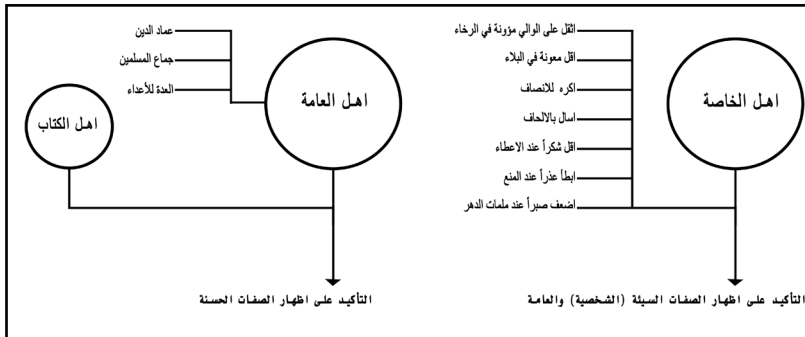 اهل الخاصة
اثقل على الوالي مؤونة في الرخاء
اقل معونة في البلاء
اكره للانصاف
اسال بالالحاف
اقل شكراً عند الاعطاء
ابطأ عذراً عند المنع
اضعف صبراً عند ملمات الدهر
التأكيد على اظهار الصفات السيئة (الشخصية) والعامة
اهل العامة
عماد الدين
جماع المسلمين
العدة للأعداء
اهل الكتاب
التأكيد على اظهار الصفات الحسنة